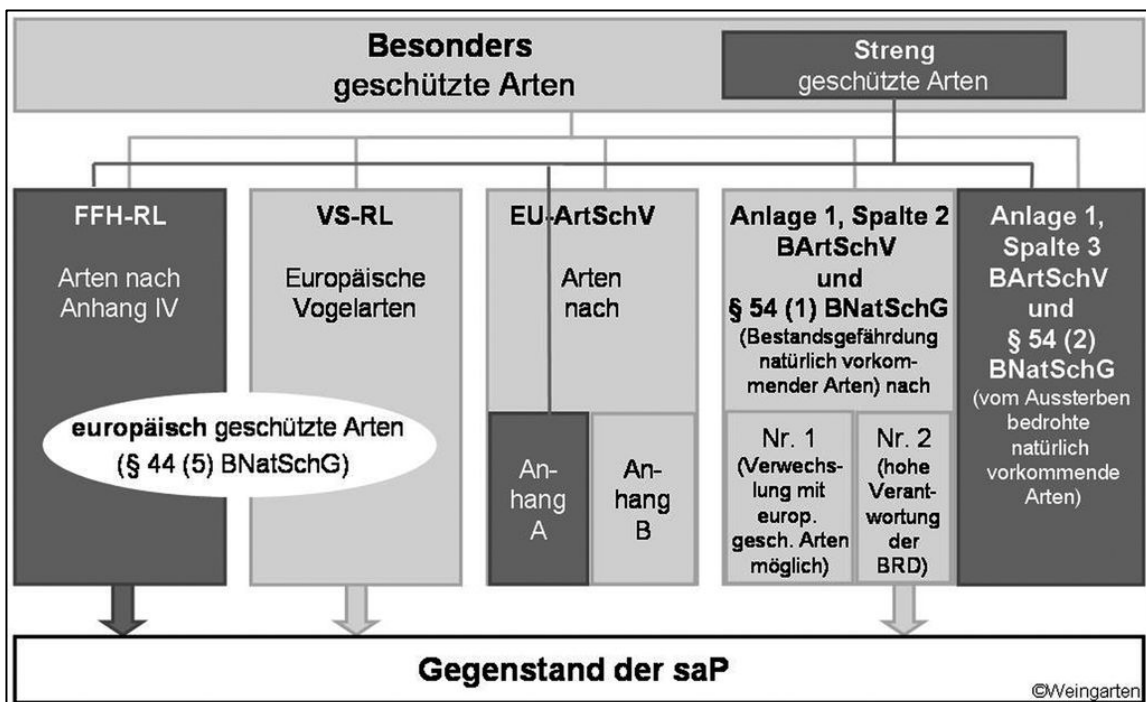 Besonders
geschützte Arten
Streng
geschützte Arten
FFH-RL
Arten nach
Anhang IV
VS-RL
Europäische
Vogelarten
europäisch geschützte Arten
(§ 44 (5) BNatSchG)
EU-ArtSchV
Arten
nach
An-
hang
A
An-
hang
B
Anlage 1, Spalte 2
BArtSchV
und
§ 54 (1) BNatSchG
(Bestandsgefährdung
natürlich vorkom-
mender Arten) nach
Nr. 1
(Verwechs-
lung mit
europ.
gesch. Arten
möglich)
Nr. 2
(hohe
Verant-
wortung
der
BRD)
Anlage 1,
Spalte 3
BArtSchV
und
§ 54 (2)
BNatSchG
(vom Aussterben
bedrohte
natürlich
vorkommende
Arten)
Gegenstand der saP
©Weingarten